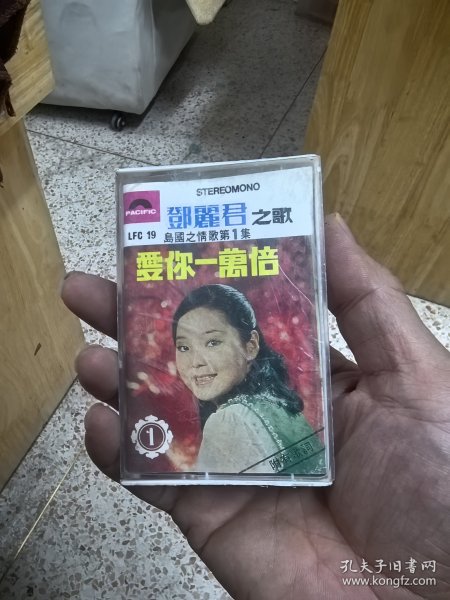 STEREOMONO
PACIFIC
鄧麗君之歌
LFC 19 島國之情歌第1集
愛你一萬倍
1
孔夫子旧书网
www.kongfz.com